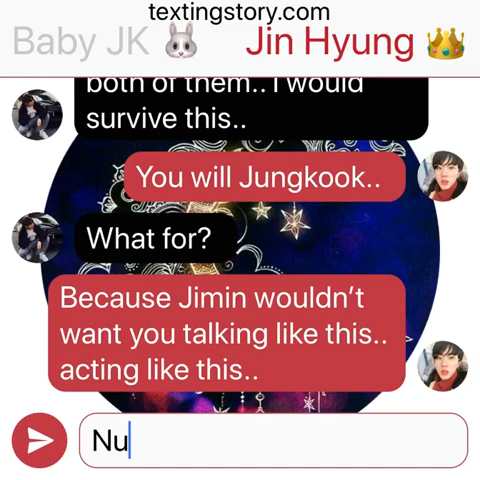 textingstory.com
Baby JK 🐰 Jin Hyung 👑
both of them.. I would
survive this..
You will Jungkook..
What for?
Because Jimin wouldn't
want you talking like this..
acting like this..
Nu